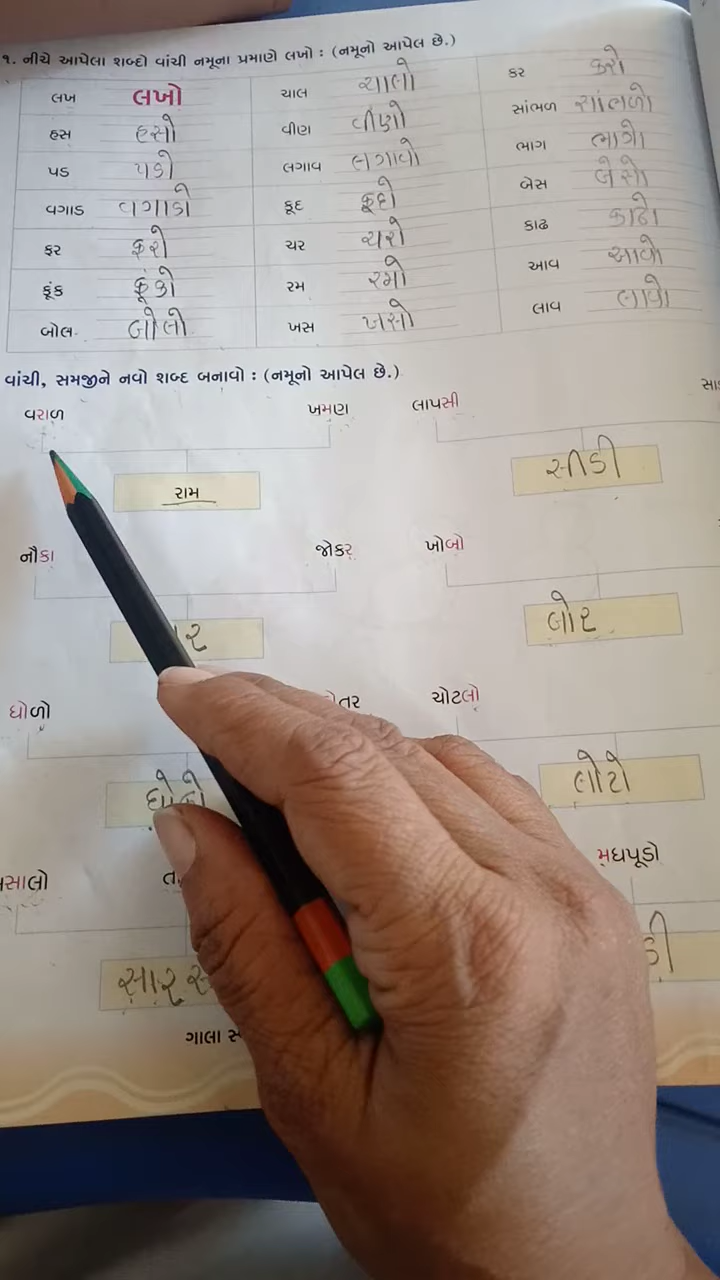 ૧. નીચે આપેલા શબ્દો વાંચી નમૂના પ્રમાણે લખો : (નમૂનો આપેલ છે.)
લખ લખો ચાલ ચાલો કર કરો
હસ હસો વીણ વીણો સાંભળ સાંભળો
પડ પડો લગાવ લગાવો ભાગ ભાગો
વગાડ વગાડો કૂદ કૂદો બેસ બેસો
ફર ફરો ચર ચરો કાઢ કાઢો
ફૂંક ફૂંકો રમ રમો આવ આવો
બોલ બોલો ખસ ખસો લાવ લાવો
વાંચી, સમજીને નવો શબ્દ બનાવો : (નમૂનો આપેલ છે.)
વરાળ ખમણ લાપસી
રામ સીડી
નૌકા જોકર ખોબો
ર બોર
ઘોળો તર ચોટલો
લોટો
સાલો ત મધપૂડો
સારસ ડી
ગાલા